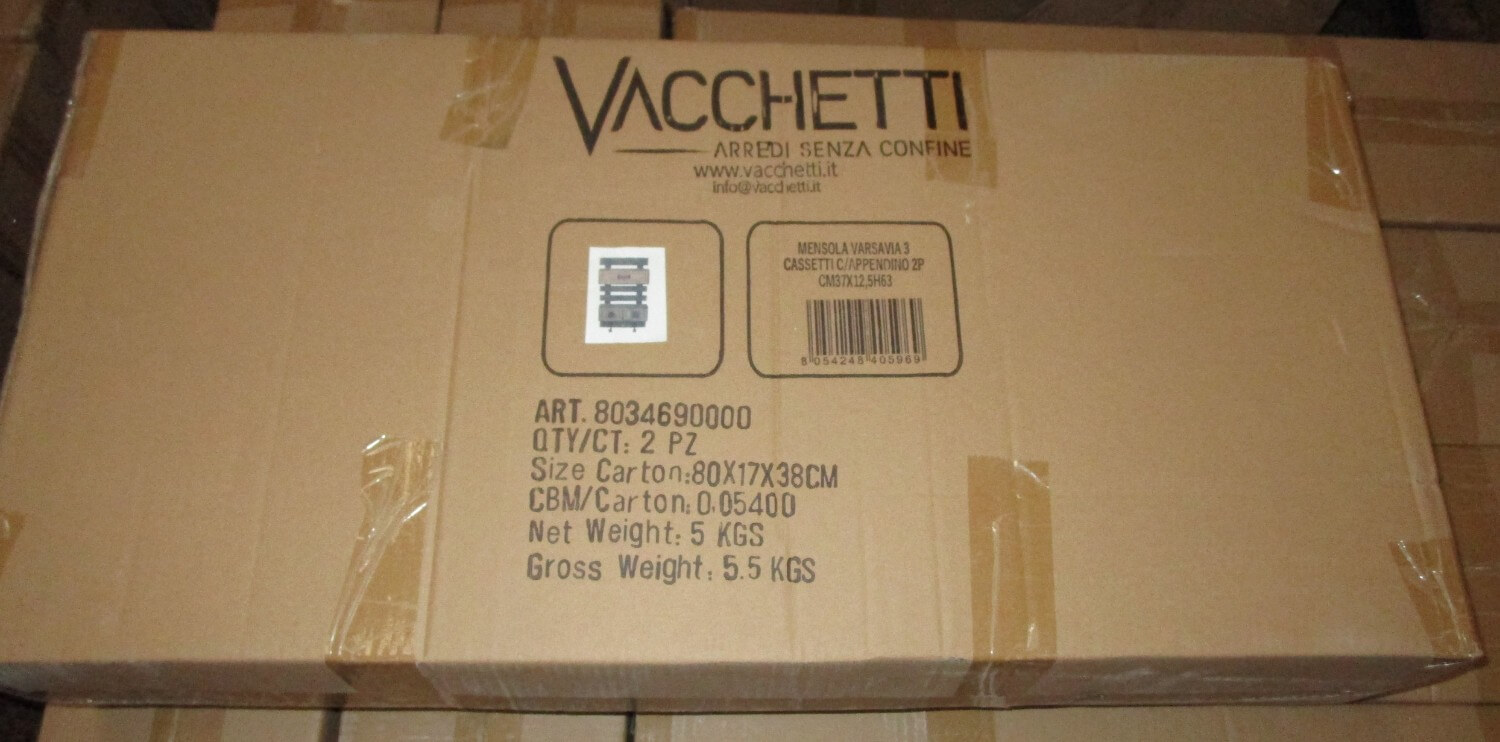 VACCHETTI
ARREDI SENZA CONFINE
www.vacchetti.it
info@vacchetti.it
MENSOLA VARSAVIA 3
CASSETTI C/APPENDINO 2P
CM37X12,5H63
8 054248 405969
ART. 8034690000
QTY/CT: 2 PZ
Size Carton:80X17X38CM
CBM/Carton:0.05400
Net Weight: 5 KGS
Gross Weight: 5.5 KGS